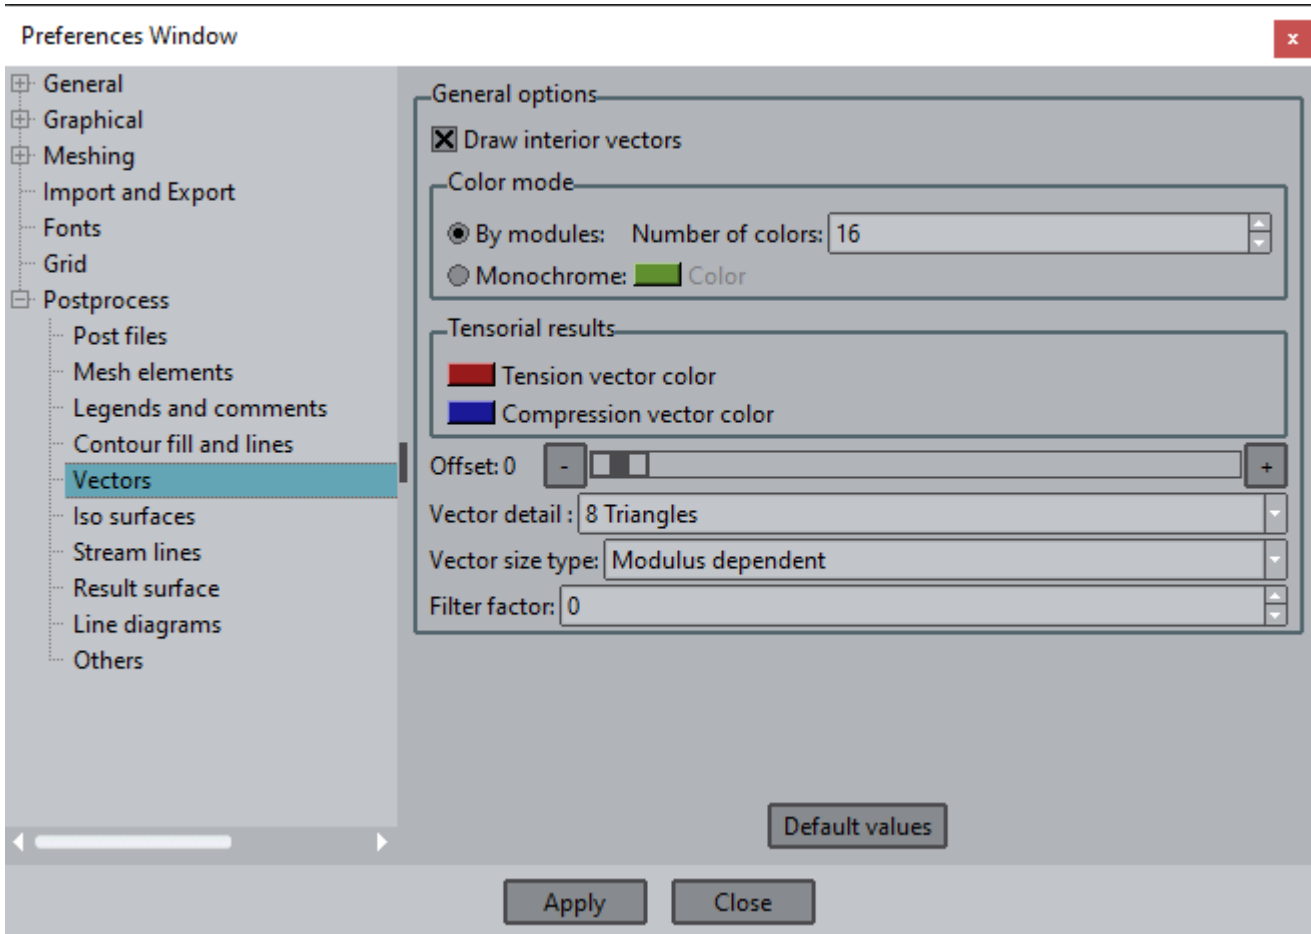 Preferences Window
x
General
Graphical
Meshing
Import and Export
Fonts
Grid
Postprocess
Post files
Mesh elements
Legends and comments
Contour fill and lines
Vectors
Iso surfaces
Stream lines
Result surface
Line diagrams
Others
General options
Draw interior vectors
Color mode
By modules: Number of colors: 16
Monochrome: Color
Tensorial results
Tension vector color
Compression vector color
Offset: 0 - +
Vector detail : 8 Triangles
Vector size type: Modulus dependent
Filter factor: 0
Default values
Apply Close